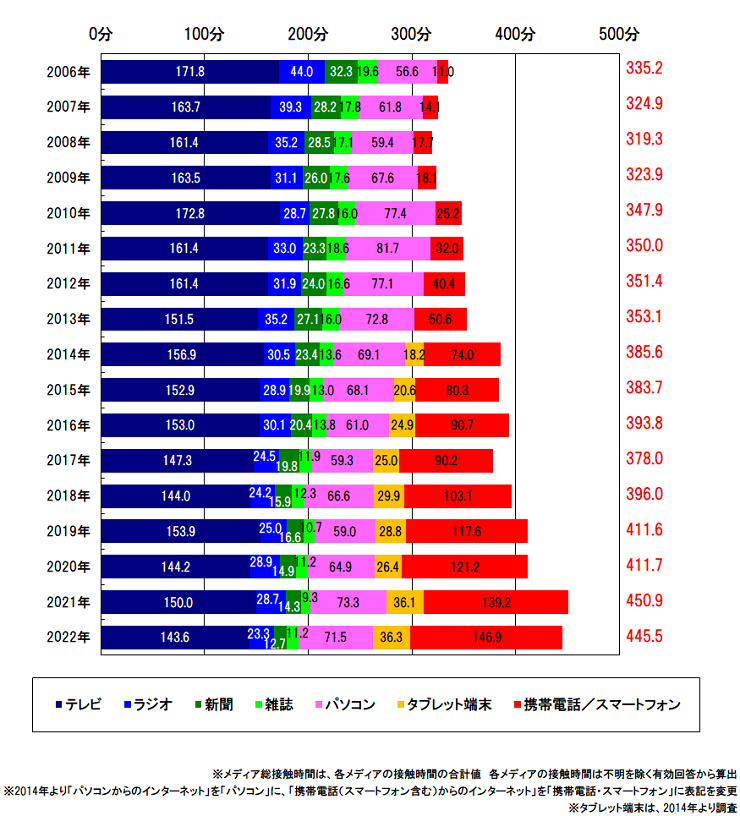 0分 100分 200分 300分 400分 500分
2006年 171.8 44.0 32.3 19.6 56.6 11.0 335.2
2007年 163.7 39.3 28.2 17.8 61.8 14.1 324.9
2008年 161.4 35.2 28.5 17.1 59.4 17.7 319.3
2009年 163.5 31.1 26.0 17.6 67.6 18.1 323.9
2010年 172.8 28.7 27.8 16.0 77.4 25.2 347.9
2011年 161.4 33.0 23.3 18.6 81.7 32.0 350.0
2012年 161.4 31.9 24.0 16.6 77.1 40.4 351.4
2013年 151.5 35.2 27.1 16.0 72.8 50.6 353.1
2014年 156.9 30.5 23.4 13.6 69.1 18.2 74.0 385.6
2015年 152.9 28.9 19.9 13.0 68.1 20.6 80.3 383.7
2016年 153.0 30.1 20.4 13.8 61.0 24.9 90.7 393.8
2017年 147.3 24.5 19.8 11.9 59.3 25.0 90.2 378.0
2018年 144.0 24.2 15.9 12.3 66.6 29.9 103.1 396.0
2019年 153.9 25.0 16.6 10.7 59.0 28.8 117.6 411.6
2020年 144.2 28.9 14.9 11.2 64.9 26.4 121.2 411.7
2021年 150.0 28.7 14.3 9.3 73.3 36.1 139.2 450.9
2022年 143.6 23.3 12.7 11.2 71.5 36.3 146.9 445.5
テレビ ラジオ 新聞 雑誌 パソコン タブレット端末 携帯電話／スマートフォン
※メディア総接触時間は、各メディアの接触時間の合計値 各メディアの接触時間は不明を除く有効回答から算出
※2014年より「パソコンからのインターネット」を「パソコン」に、「携帯電話(スマートフォン含む)からのインターネット」を「携帯電話・スマートフォン」に表記を変更
※タブレット端末は、2014年より調査